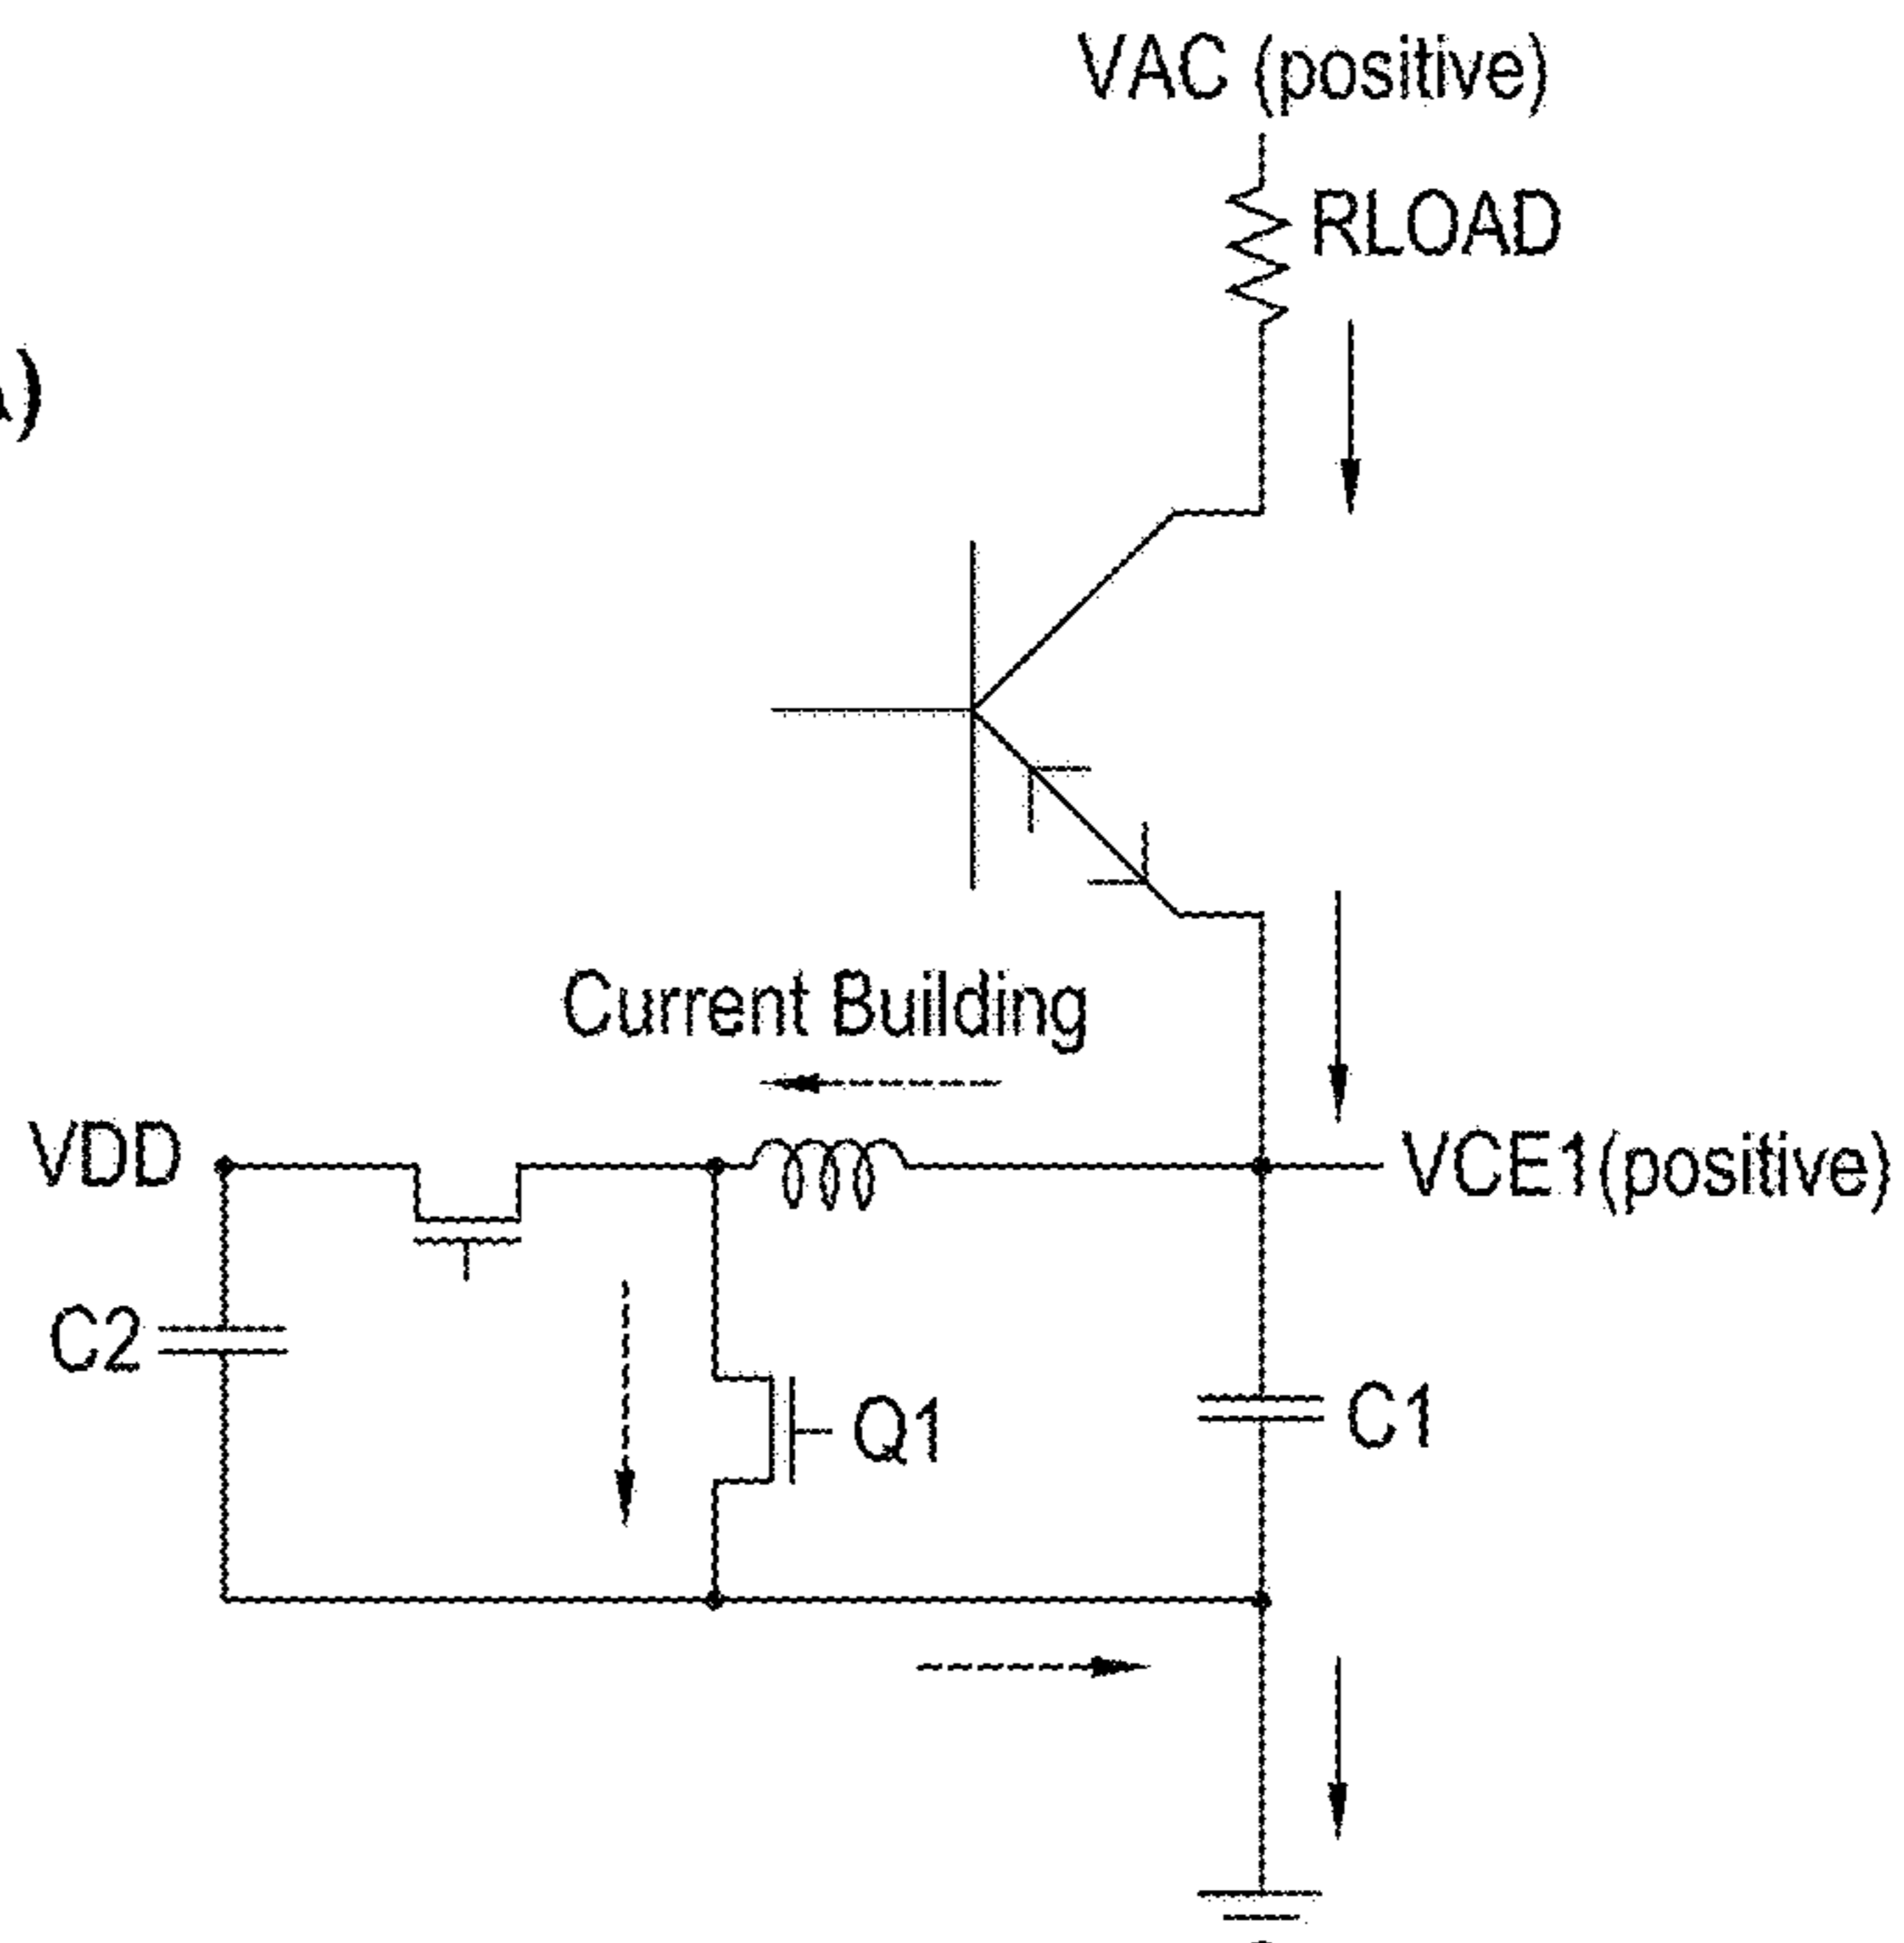 VAC (positive)
RLOAD
Current Building
VDD
VCE1(positive)
C2
Q1
C1